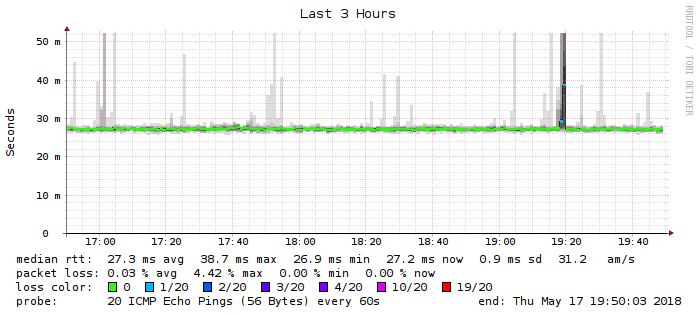 Last 3 Hours
RRDTOOL / TOBI OETIKER
Seconds
50 m
40 m
30 m
20 m
10 m
0
17:00 17:20 17:40 18:00 18:20 18:40 19:00 19:20 19:40
median rtt: 27.3 ms avg 38.7 ms max 26.9 ms min 27.2 ms now 0.9 ms sd 31.2 am/s
packet loss: 0.03 % avg 4.42 % max 0.00 % min 0.00 % now
loss color: 0 1/20 2/20 3/20 4/20 10/20 19/20
probe: 20 ICMP Echo Pings (56 Bytes) every 60s end: Thu May 17 19:50:03 2018